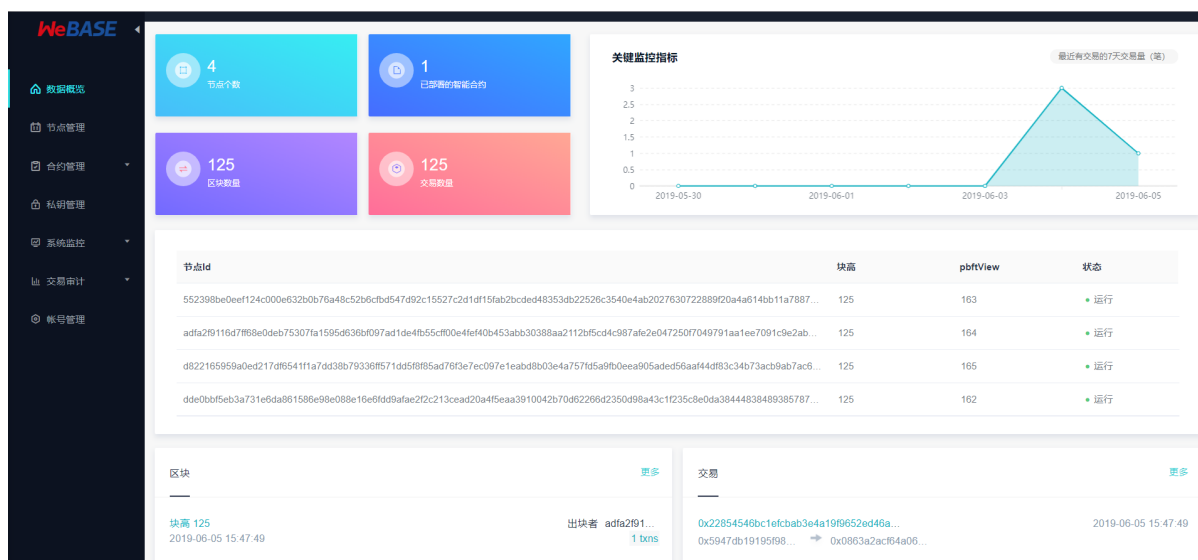 WeBASE
数据概览
节点管理
合约管理
私钥管理
系统监控
交易审计
帐号管理
4
节点个数
1
已部署的智能合约
125
区块数量
125
交易数量
关键监控指标
最近有交易的7天交易量（笔）
3
2.5
2
1.5
1
0.5
0
2019-05-30 2019-06-01 2019-06-03 2019-06-05
节点Id 块高 pbftView 状态
552398be0eef124c000e632b0b76a48c52b6cfbd547d92c15527c2d1df15fab2bcded48353db22526c3540e4ab2027630722889f20a4a614bb11a7887... 125 163 运行
adfa2f9116d7ff68e0deb75307fa1595d636bf097ad1de4fb55cff00e4fef40b453abb30388aa2112bf5cd4c987afe2e047250f7049791aa1ee7091c9e2ab... 125 164 运行
d822165959a0ed217df6541f1a7dd38b79336ff571dd5f8f85ad76f3e7ec097e1eabd8b03e4a757fd5a9fb0eea905aded56aaf44df83c34b73acb9ab7ac6... 125 165 运行
dde0bbf5eb3a731e6da861586e98e088e16e6fdd9afae2f2c213cead20a4f5eaa3910042b70d62266d2350d98a43c1f235c8e0da38444838489385787... 125 162 运行
区块 更多
块高 125 出块者 adfa2f91...
2019-06-05 15:47:49 1 txns
交易 更多
0x22854546bc1efcbab3e4a19f9652ed46a... 2019-06-05 15:47:49
0x5947db19195f98... 0x0863a2acf64a06...